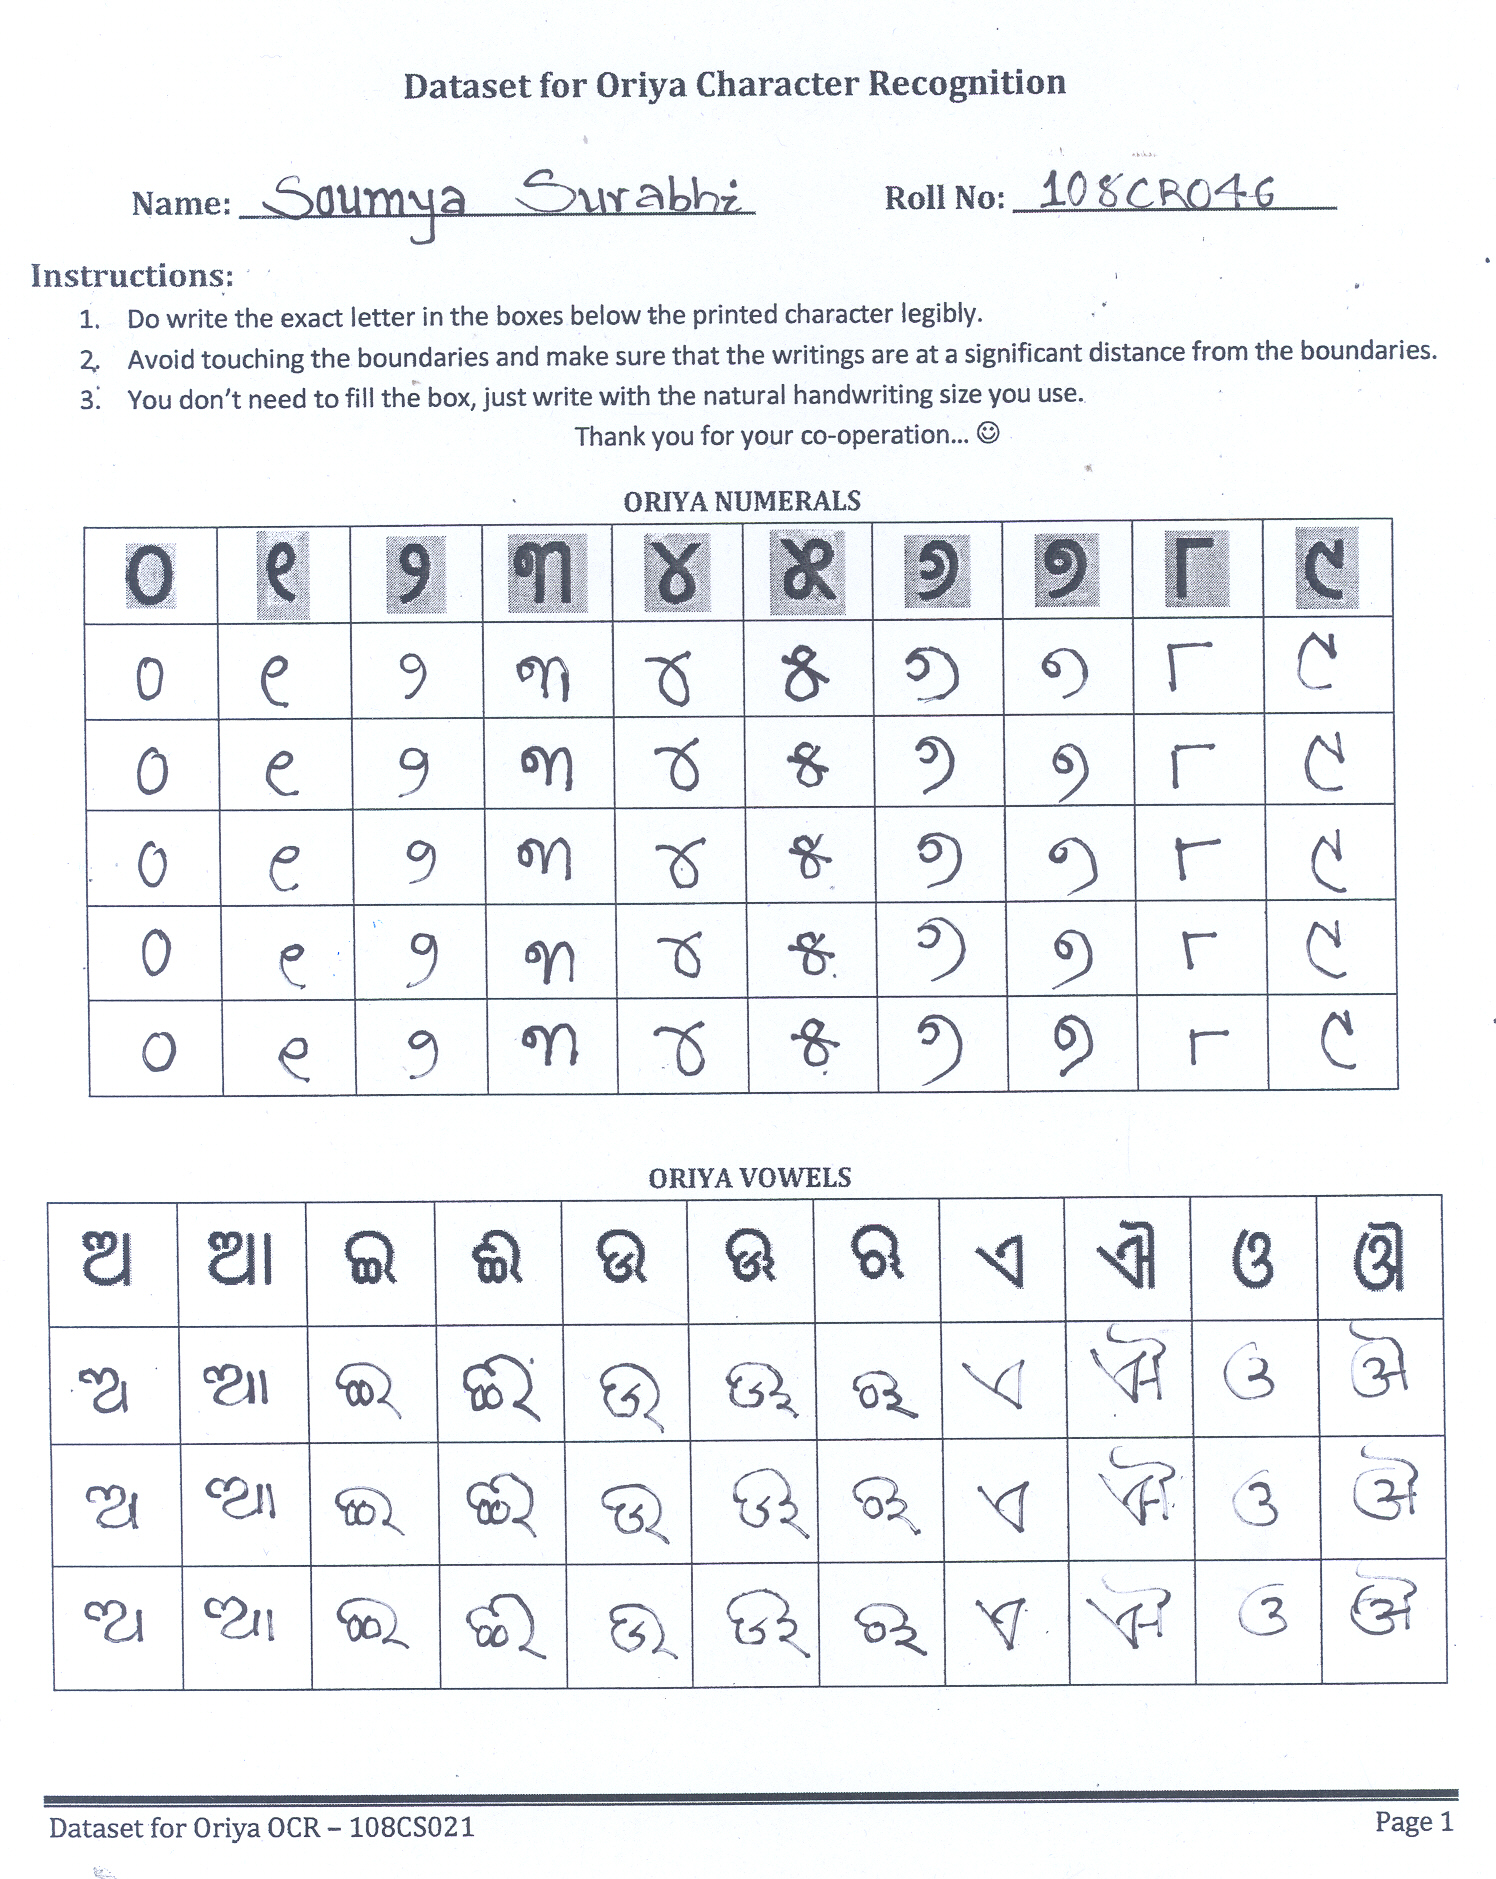 Dataset for Oriya Character Recognition
Name: Soumya Surabhi Roll No: 108CR046
Instructions:
1. Do write the exact letter in the boxes below the printed character legibly.
2. Avoid touching the boundaries and make sure that the writings are at a significant distance from the boundaries.
3. You don't need to fill the box, just write with the natural handwriting size you use.
Thank you for your co-operation... ☺
ORIYA NUMERALS
୦ ୧ ୨ ୩ ୪ ୫ ୬ ୭ ୮ ୯
୦ ୧ ୨ ୩ ୪ ୫ ୬ ୭ ୮ ୯
୦ ୧ ୨ ୩ ୪ ୫ ୬ ୭ ୮ ୯
୦ ୧ ୨ ୩ ୪ ୫ ୬ ୭ ୮ ୯
୦ ୧ ୨ ୩ ୪ ୫ ୬ ୭ ୮ ୯
୦ ୧ ୨ ୩ ୪ ୫ ୬ ୭ ୮ ୯
ORIYA VOWELS
ଅ ଆ ଇ ଈ ଉ ଊ ଋ ଏ ଐ ଓ ଔ
ଅ ଆ ଇ ଈ ଉ ଊ ଋ ଏ ଐ ଓ ଔ
ଅ ଆ ଇ ଈ ଉ ଊ ଋ ଏ ଐ ଓ ଔ
ଅ ଆ ଇ ଈ ଉ ଊ ଋ ଏ ଐ ଓ ଔ
Dataset for Oriya OCR – 108CS021 Page 1